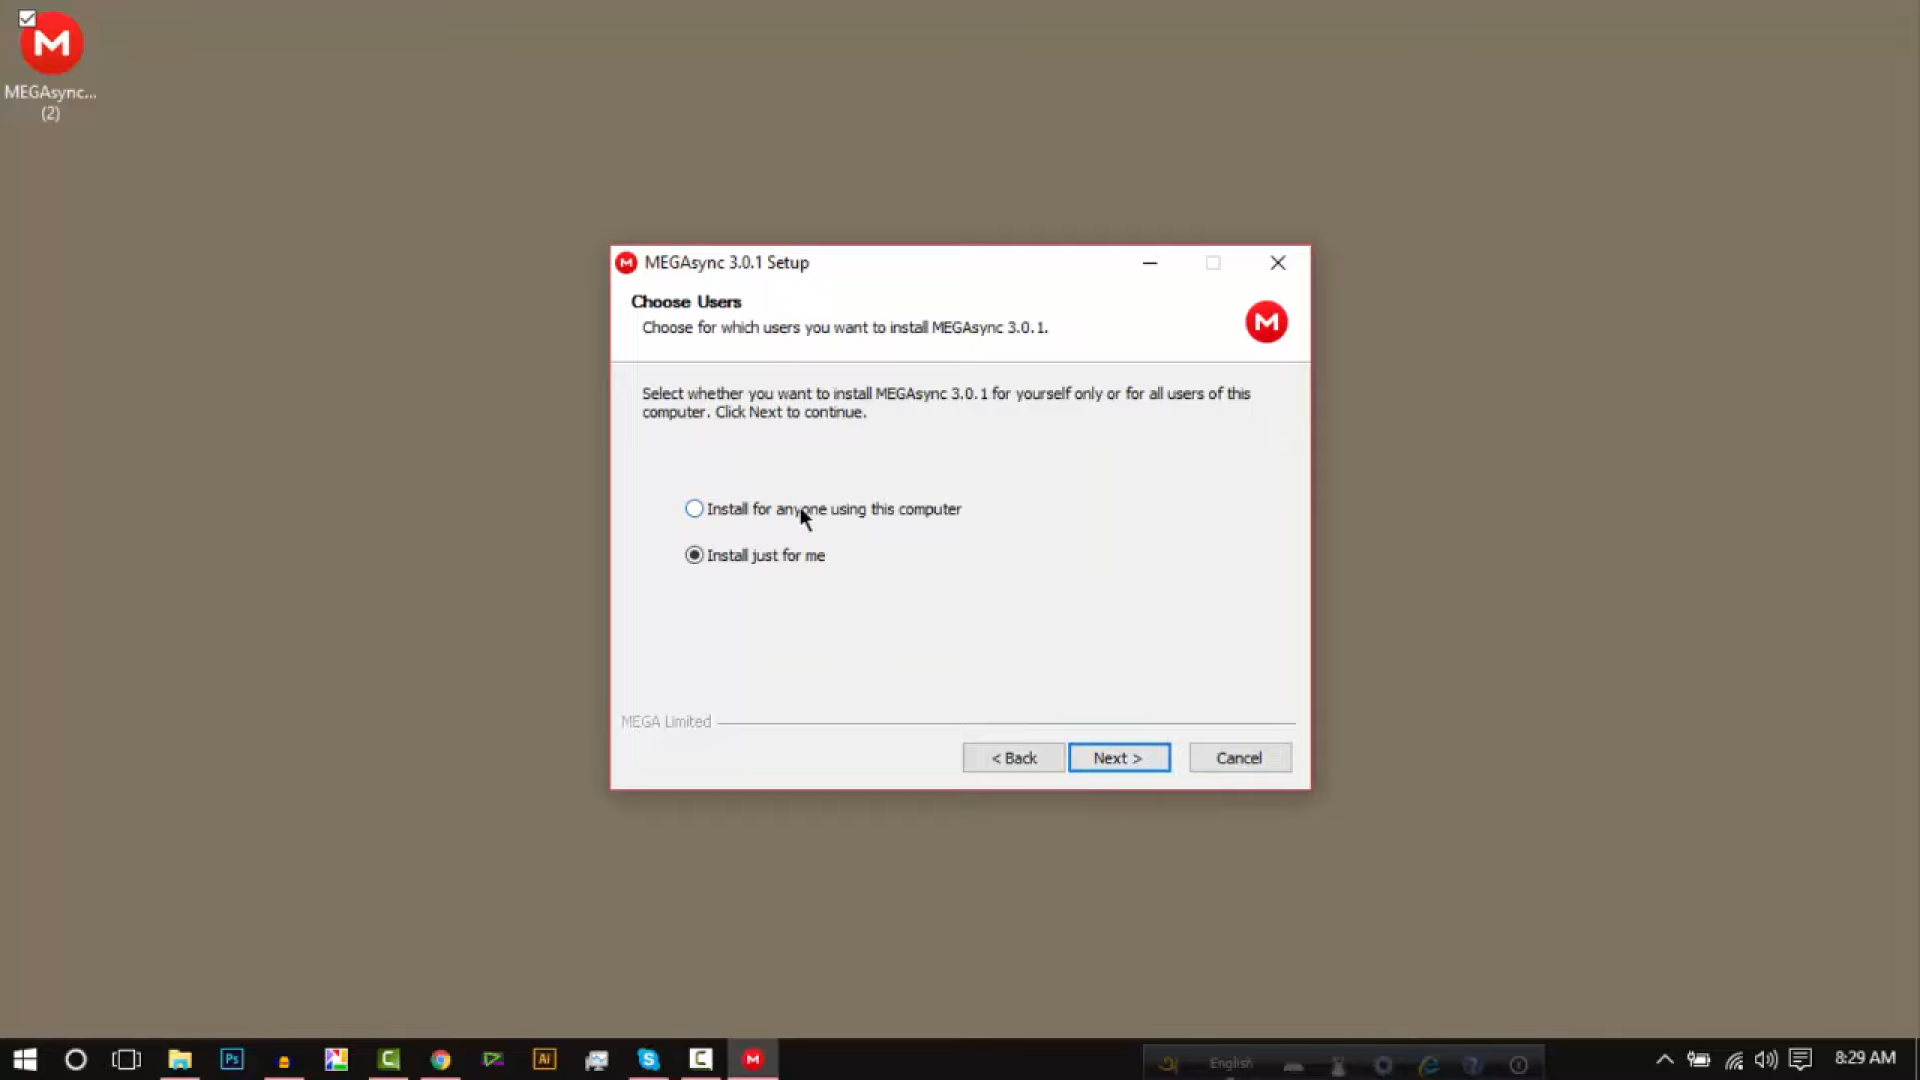 MEGAsync...
(2)
MEGAsync 3.0.1 Setup
Choose Users
Choose for which users you want to install MEGAsync 3.0.1.
Select whether you want to install MEGAsync 3.0.1 for yourself only or for all users of this
computer. Click Next to continue.
Install for anyone using this computer
Install just for me
MEGA Limited
< Back
Next >
Cancel
Ps
Ai
English
8:29 AM